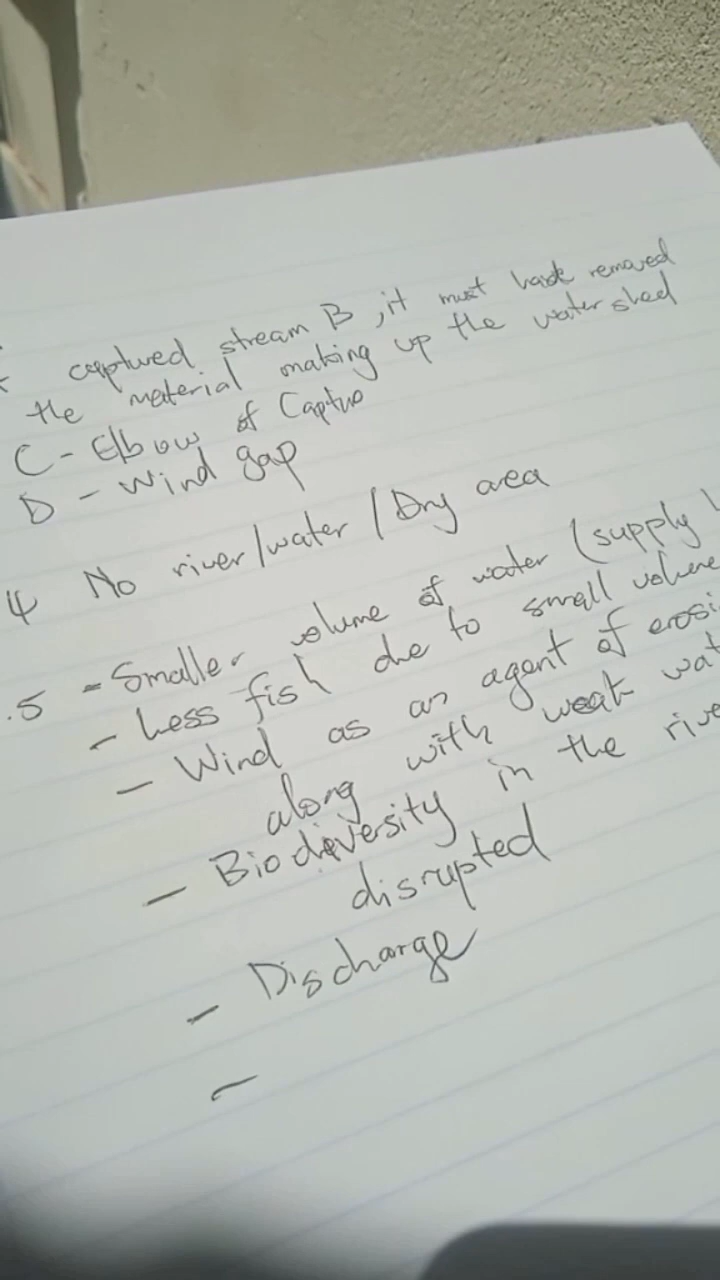 captured stream B, it must have removed
the material making up the watershed
C - Elbow of Captue
D - Wind gap
4 No river/water / Dry area
.5 - Smaller volume of water (supply
- Less fish due to small volume
- Wind as an agent of erosi
along with weak wat
- Biodiversity in the rive
disrupted
- Discharge
-